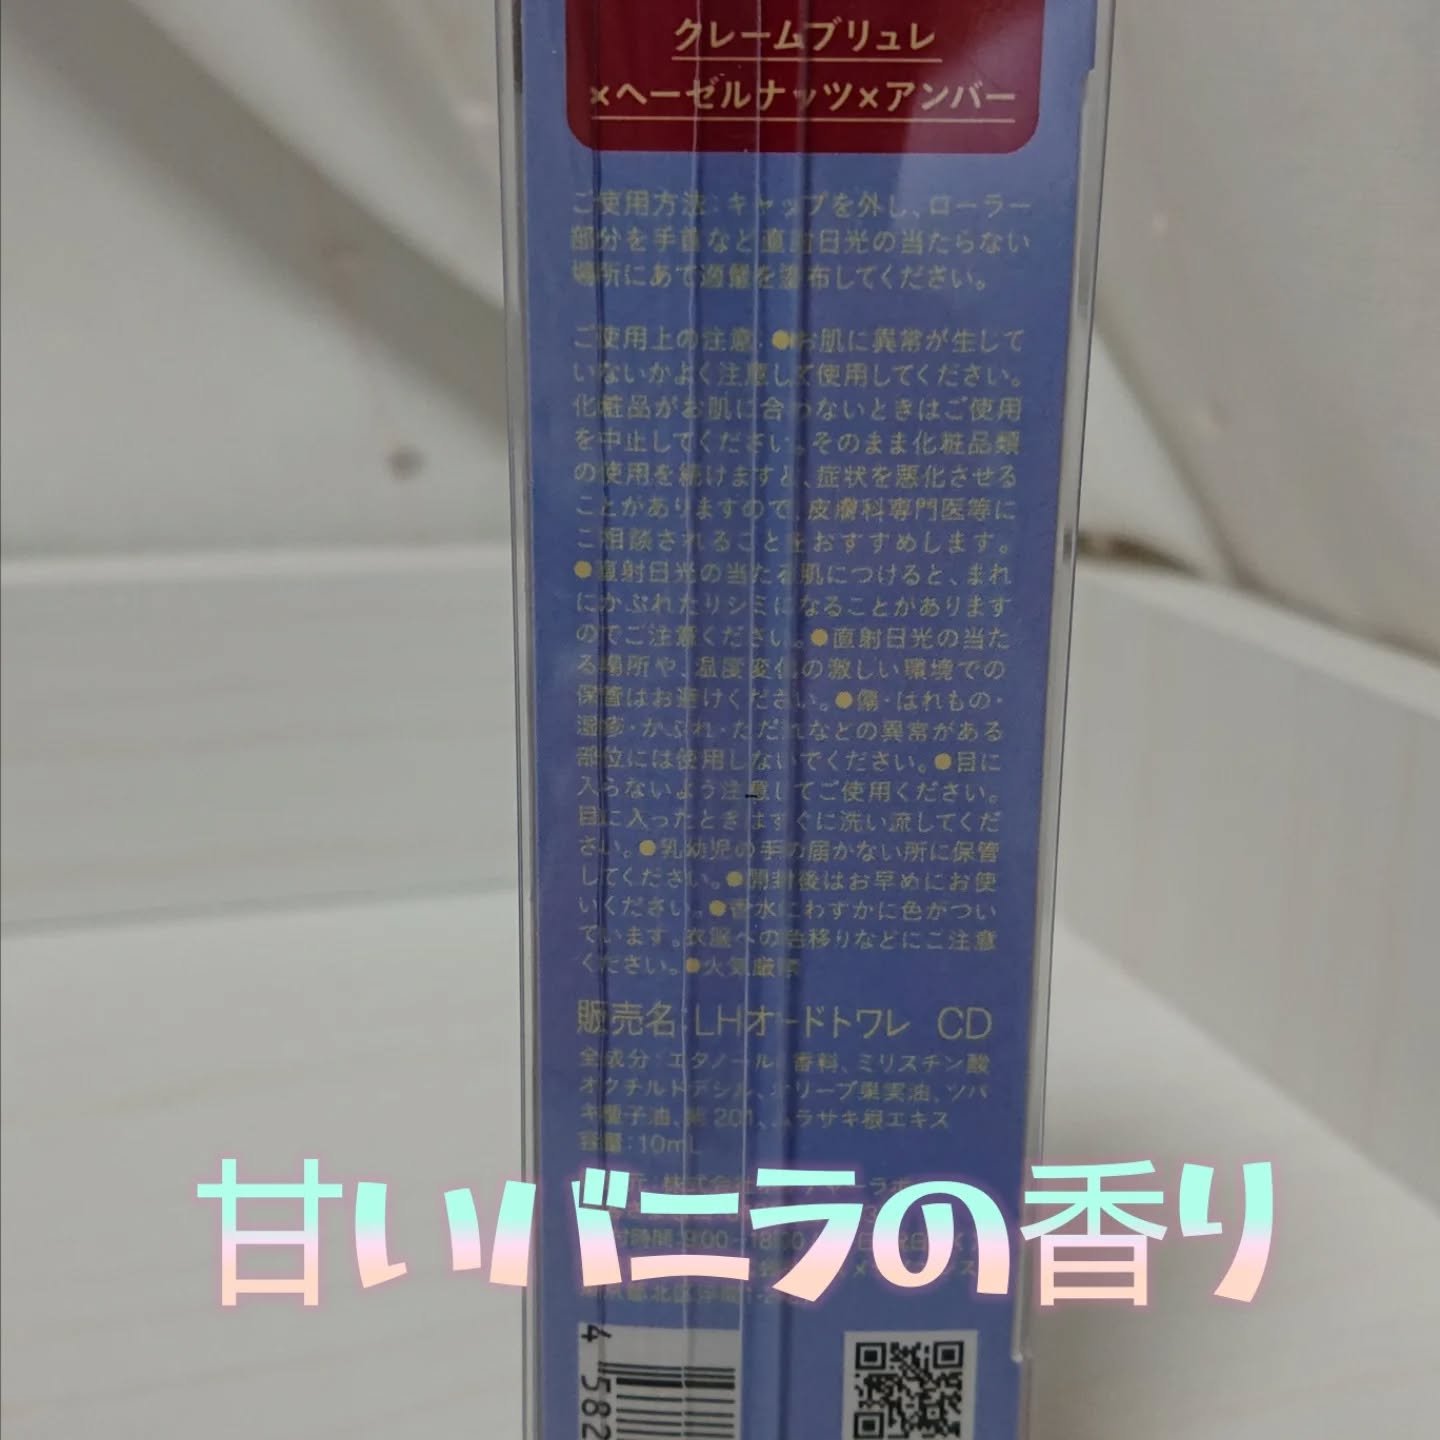 クレームブリュレ
×ヘーゼルナッツ×アンバー
ご使用方法:キャップを外し、ローラー
部分を手首など直射日光の当たらない
場所にあて適量を塗布してください。
ご使用上の注意:●お肌に異常が生して
いないかよく注意して使用してください。
化粧品がお肌に合わないときはご使用
を中止してください。そのまま化粧品類
の使用を続けますと、症状を悪化させる
ことがありますので、皮膚科専門医等に
ご相談されることをおすすめします。
●直射日光の当たる肌につけると、まれ
にかぶれたりシミになることがあります
のでご注意ください。●直射日光の当た
る場所や、温度変化の激しい環境での
保管はお避けください。●傷・はれもの・
湿疹・かぶれ・ただれなどの異常がある
部位には使用しないでください。●目に
入らないよう注意してご使用ください。
目に入ったときはすぐに洗い流してくだ
さい。●乳幼児の手の届かない所に保管
してください。●開封後はお早めにお使
いください。●香水にわずかに色がつい
ています。衣服への色移りなどにご注意
ください。●火気厳禁
販売名:LHオードトワレ CD
全成分:エタノール、香料、ミリスチン酸
オクチルドデシル、オリーブ果実油、ツバ
キ種子油、紫201、ムラサキ根エキス
容量:10mL
甘いバニラの香り
時間:9:00-18:00
東京都北区浮間1-
4 582